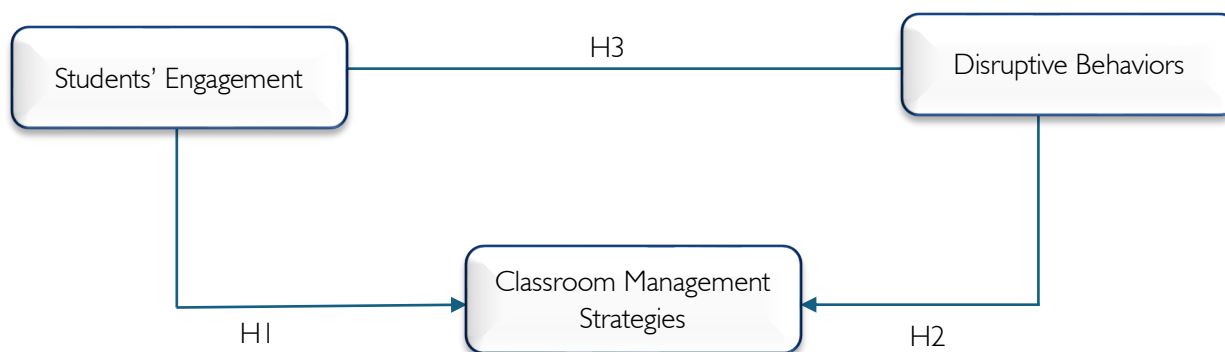 H3
Students’ Engagement
Disruptive Behaviors
Classroom Management
Strategies
H1
H2